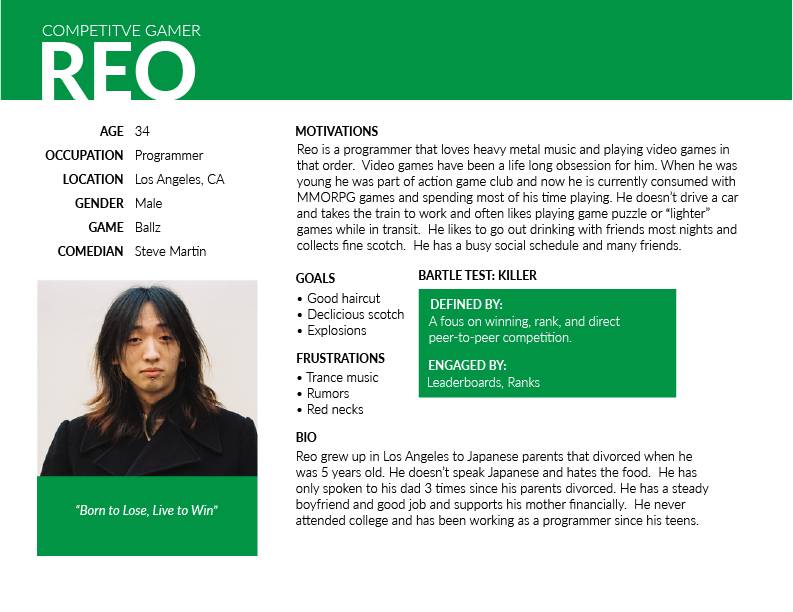 COMPETITVE GAMER
REO
AGE 34
OCCUPATION Programmer
LOCATION Los Angeles, CA
GENDER Male
GAME Ballz
COMEDIAN Steve Martin
"Born to Lose, Live to Win"
MOTIVATIONS
Reo is a programmer that loves heavy metal music and playing video games in
that order. Video games have been a life long obsession for him. When he was
young he was part of action game club and now he is currently consumed with
MMORPG games and spending most of his time playing. He doesn't drive a car
and takes the train to work and often likes playing game puzzle or "lighter"
games while in transit. He likes to go out drinking with friends most nights and
collects fine scotch. He has a busy social schedule and many friends.
GOALS
• Good haircut
• Declicious scotch
• Explosions
FRUSTRATIONS
• Trance music
• Rumors
• Red necks
BARTLE TEST: KILLER
DEFINED BY:
A fous on winning, rank, and direct
peer-to-peer competition.
ENGAGED BY:
Leaderboards, Ranks
BIO
Reo grew up in Los Angeles to Japanese parents that divorced when he
was 5 years old. He doesn't speak Japanese and hates the food. He has
only spoken to his dad 3 times since his parents divorced. He has a steady
boyfriend and good job and supports his mother financially. He never
attended college and has been working as a programmer since his teens.